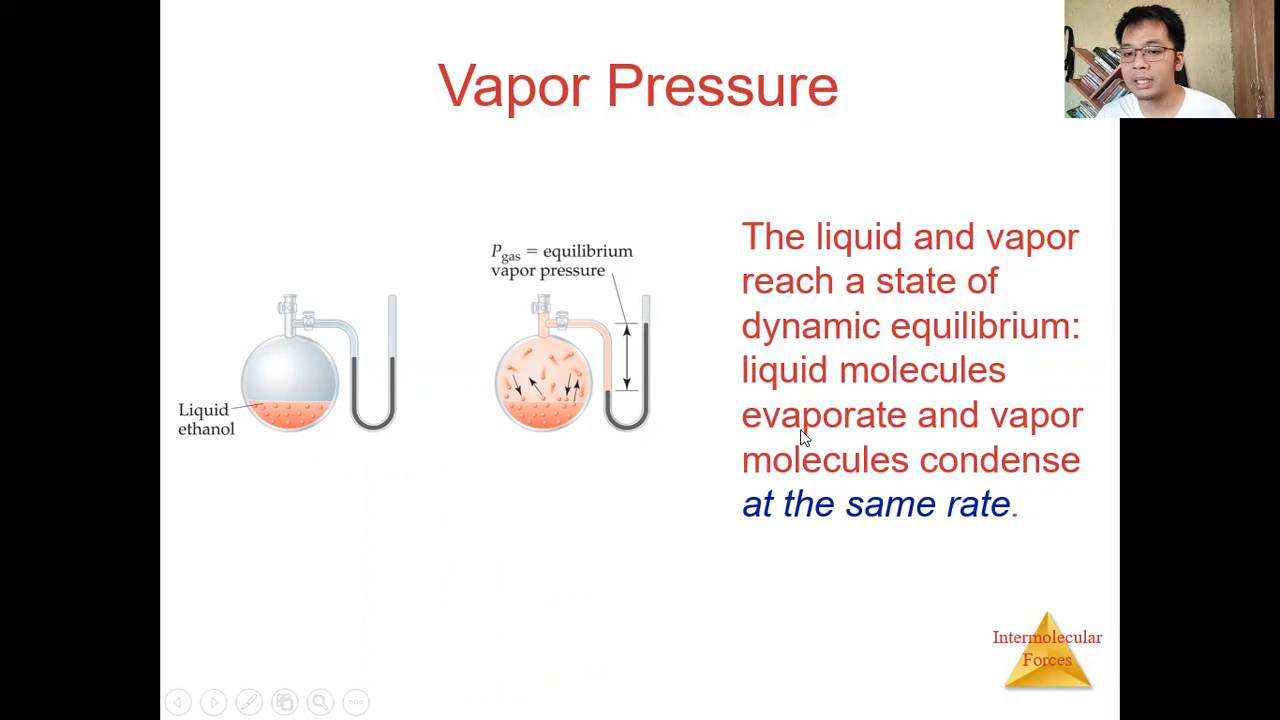 Vapor Pressure
P_gas = equilibrium
vapor pressure
Liquid
ethanol
The liquid and vapor
reach a state of
dynamic equilibrium:
liquid molecules
evaporate and vapor
molecules condense
at the same rate.
Intermolecular
Forces